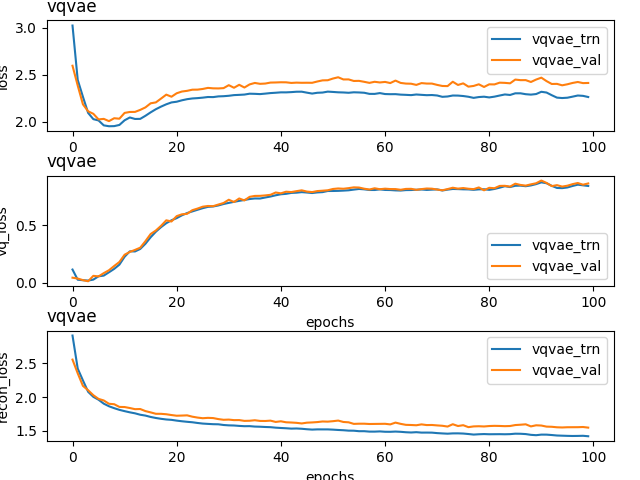 vqvae
3.0
2.5
2.0
loss
vqvae_trn
vqvae_val
0 20 40 60 80 100
vqvae
0.5
0.0
vq_loss
vqvae_trn
vqvae_val
0 20 40 60 80 100
epochs
vqvae
2.5
2.0
1.5
recon_loss
vqvae_trn
vqvae_val
0 20 40 60 80 100
epochs